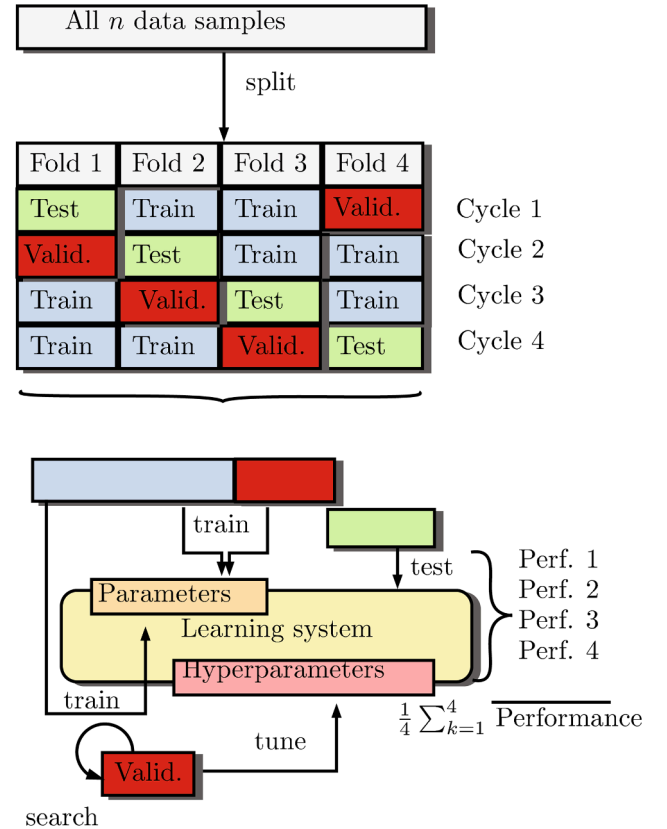 All n data samples
split
Fold 1 Fold 2 Fold 3 Fold 4
Test Train Train Valid. Cycle 1
Valid. Test Train Train Cycle 2
Train Valid. Test Train Cycle 3
Train Train Valid. Test Cycle 4
train
test
Perf. 1
Perf. 2
Perf. 3
Perf. 4
Parameters
Learning system
Hyperparameters
train
1/4 ∑_{k=1}^{4} Performance
tune
Valid.
search